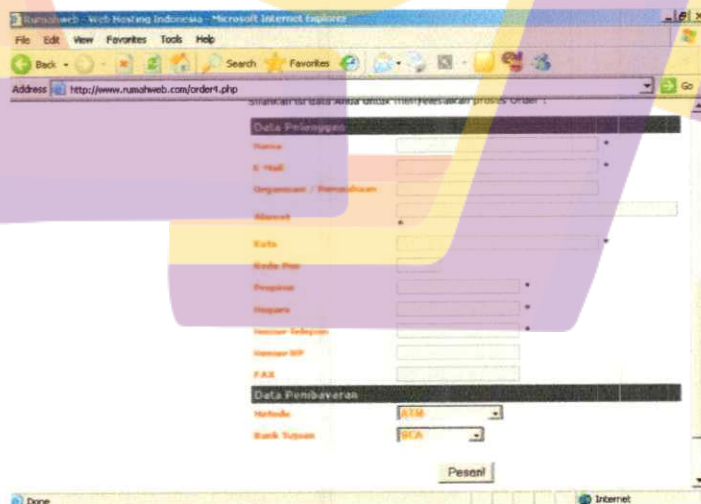 Rumahweb - Web Hosting Indonesia - Microsoft Internet Explorer
File Edit View Favorites Tools Help
Back Search Favorites
Address http://www.rumahweb.com/order4.php Go
Silahkan isi data Anda untuk menyelesaikan proses Order :
Data Pelanggan
Nama *
E-Mail *
Organisasi / Perusahaan
Alamat
*
Kota *
Kode Pos
Propinsi *
Negara *
Nomor Telepon *
Nomor HP
FAX
Data Pembayaran
Metode ATM
Bank Tujuan BCA
Pesan!
Done Internet